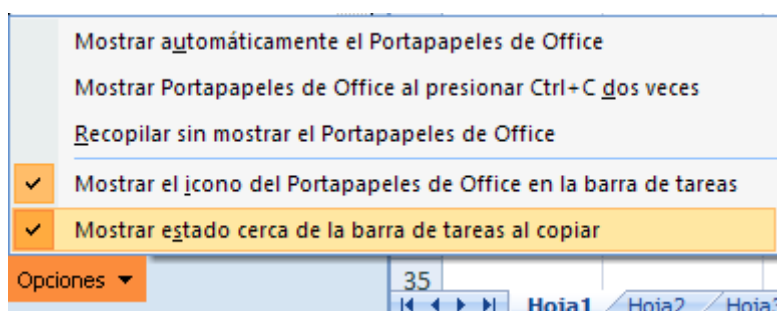 Mostrar automáticamente el Portapapeles de Office
Mostrar Portapapeles de Office al presionar Ctrl+C dos veces
Recopilar sin mostrar el Portapapeles de Office
Mostrar el icono del Portapapeles de Office en la barra de tareas
Mostrar estado cerca de la barra de tareas al copiar
Opciones
35
Hoja1 Hoja2 Hoja3